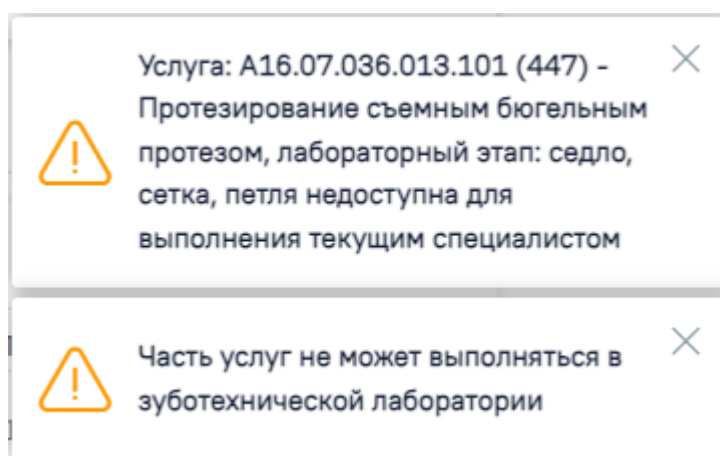 Услуга: А16.07.036.013.101 (447) -
Протезирование съемным бюгельным
протезом, лабораторный этап: седло,
сетка, петля недоступна для
выполнения текущим специалистом
Часть услуг не может выполняться в
зуботехнической лаборатории